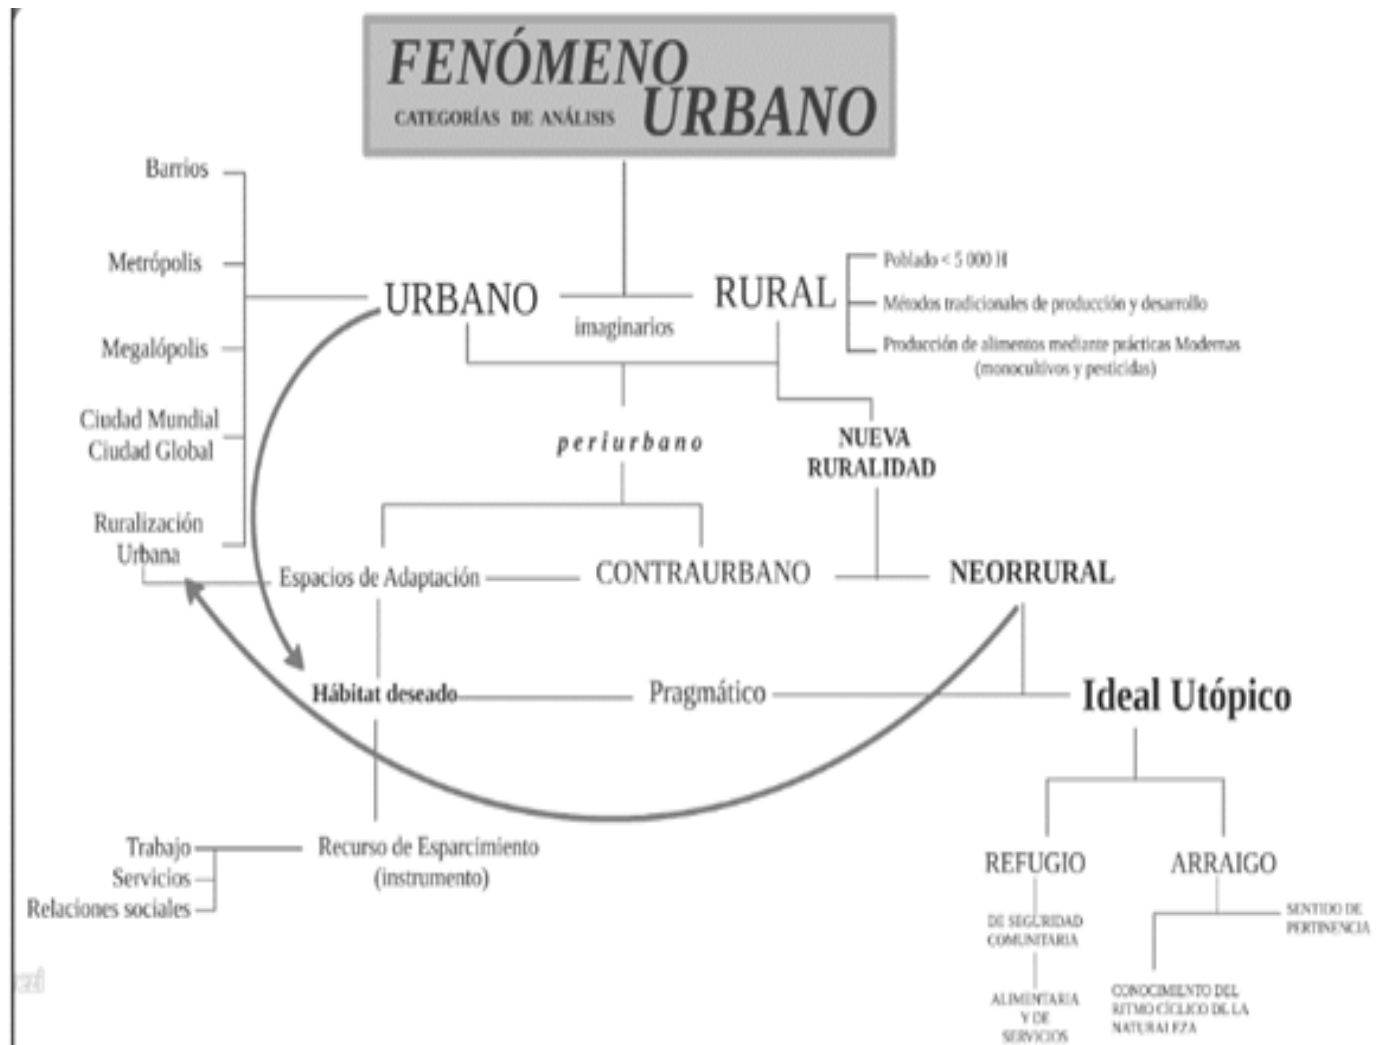 FENÓMENO
URBANO
CATEGORÍAS DE ANÁLISIS
Barrios
Metrópolis
Megalópolis
Ciudad Mundial
Ciudad Global
Ruralización
Urbana
URBANO
imaginarios
RURAL
Poblado < 5 000 H
Métodos tradicionales de producción y desarrollo
Producción de alimentos mediante prácticas Modernas
(monocultivos y pesticidas)
periurbano
NUEVA
RURALIDAD
Espacios de Adaptación
CONTRAURBANO
NEORRURAL
Hábitat deseado
Pragmático
Ideal Utópico
Trabajo
Servicios
Relaciones sociales
Recurso de Esparcimiento
(instrumento)
REFUGIO
DE SEGURIDAD
COMUNITARIA
ALIMENTARIA
Y DE
SERVICIOS
ARRAIGO
SENTIDO DE
PERTINENCIA
CONOCIMIENTO DEL
RITMO CÍCLICO DE LA
NATURALEZA